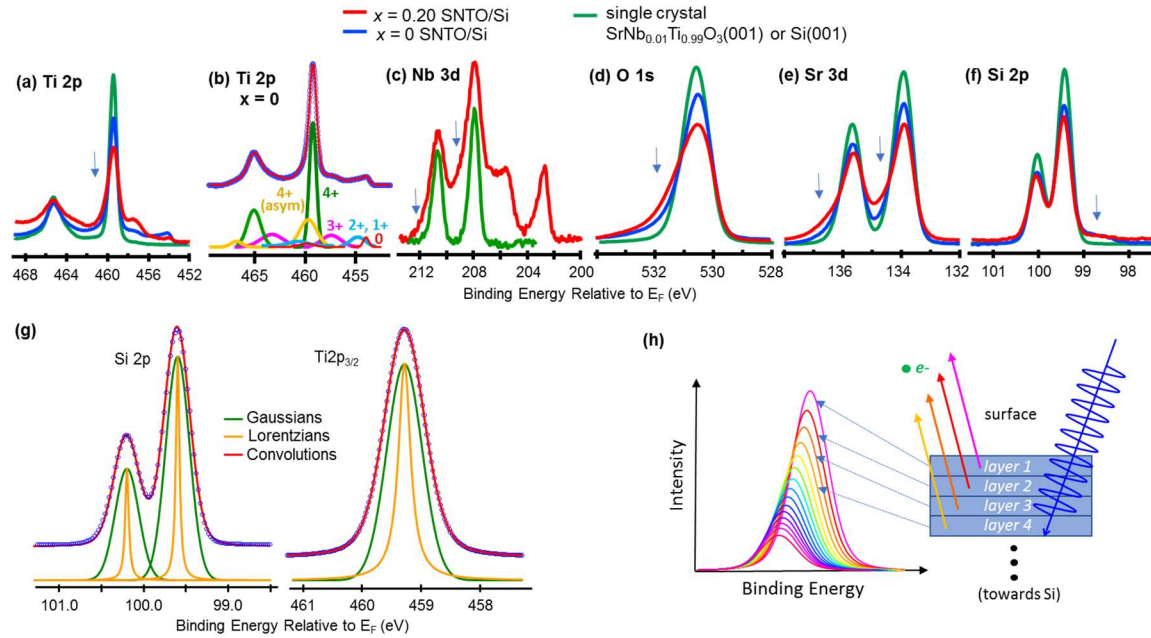 x = 0.20 SNTO/Si
x = 0 SNTO/Si
single crystal
SrNb0.01Ti0.99O3(001) or Si(001)
(a) Ti 2p
468 464 460 456 452
(b) Ti 2p
x = 0
4+
(asym)
4+
3+
2+, 1+
0
465 460 455
(c) Nb 3d
212 208 204 200
(d) O 1s
532 530 528
(e) Sr 3d
136 134 132
(f) Si 2p
101 100 99 98
Binding Energy Relative to EF (eV)
(g)
Si 2p
Ti2p3/2
Gaussians
Lorentzians
Convolutions
101.0 100.0 99.0
461 460 459 458
Binding Energy Relative to EF (eV)
(h)
Intensity
Binding Energy
e-
surface
layer 1
layer 2
layer 3
layer 4
(towards Si)